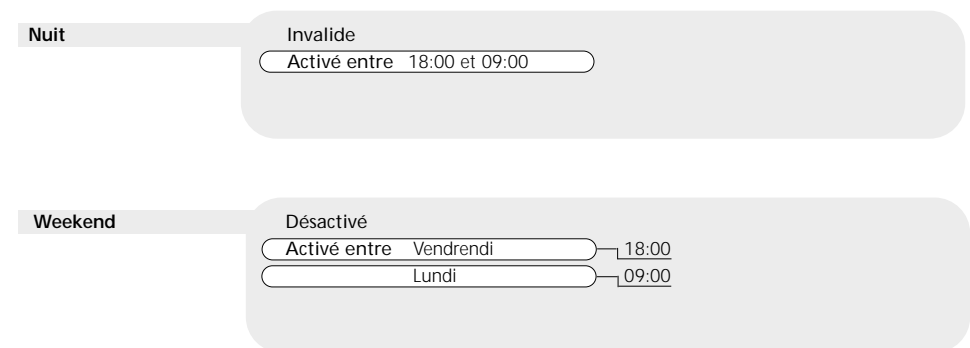 Nuit Invalide
Activé entre 18:00 et 09:00
Weekend Désactivé
Activé entre Vendrendi 18:00
Lundi 09:00